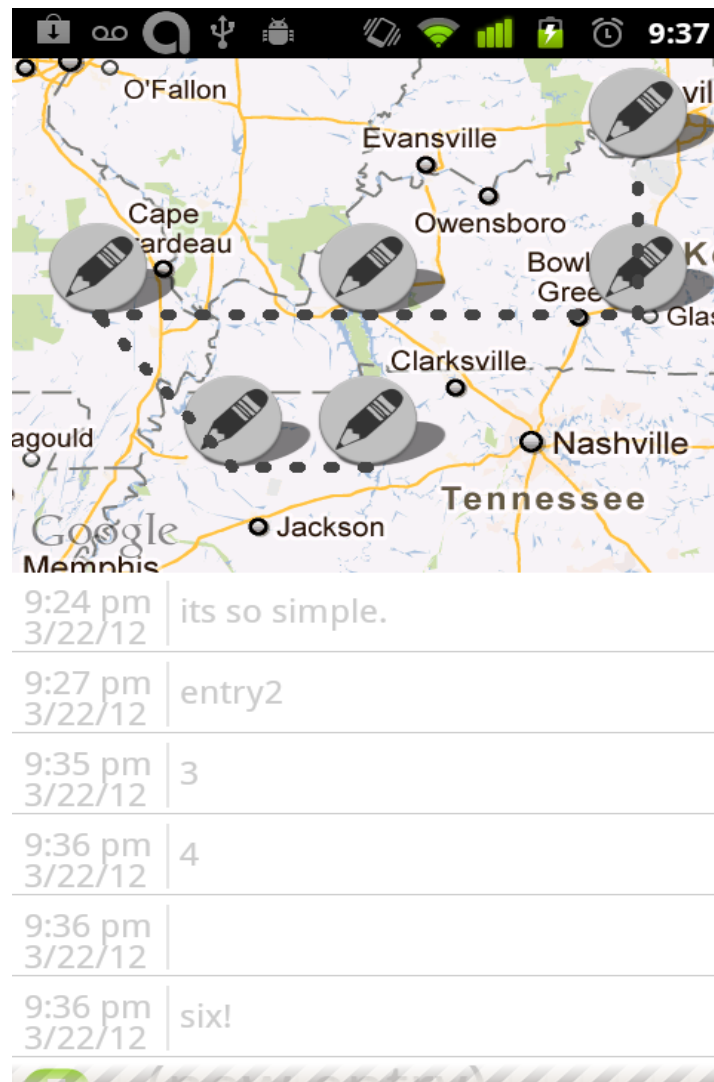 9:37
O'Fallon
vil
Evansville
Cape
rardeau
Owensboro
Bowl
Gree
K
Glas
Clarksville
agould
Nashville
Tennessee
Google
Jackson
Memphis
9:24 pm
3/22/12
its so simple.
9:27 pm
3/22/12
entry2
9:35 pm
3/22/12
3
9:36 pm
3/22/12
4
9:36 pm
3/22/12
9:36 pm
3/22/12
six!